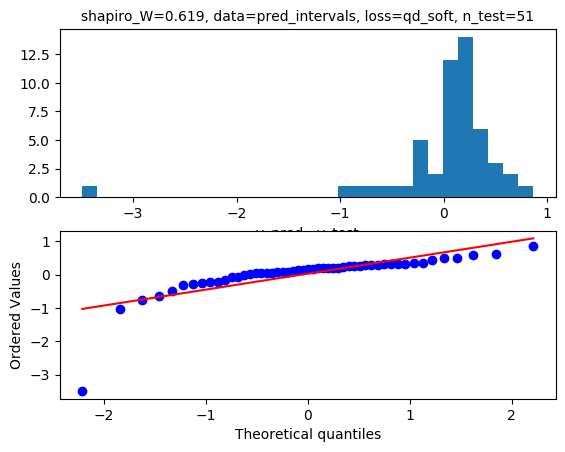 shapiro_W=0.619, data=pred_intervals, loss=qd_soft, n_test=51
12.5
10.0
7.5
5.0
2.5
0.0
−3 −2 −1 0 1
1
0
−1
−2
−3
Ordered Values
−2 −1 0 1 2
Theoretical quantiles